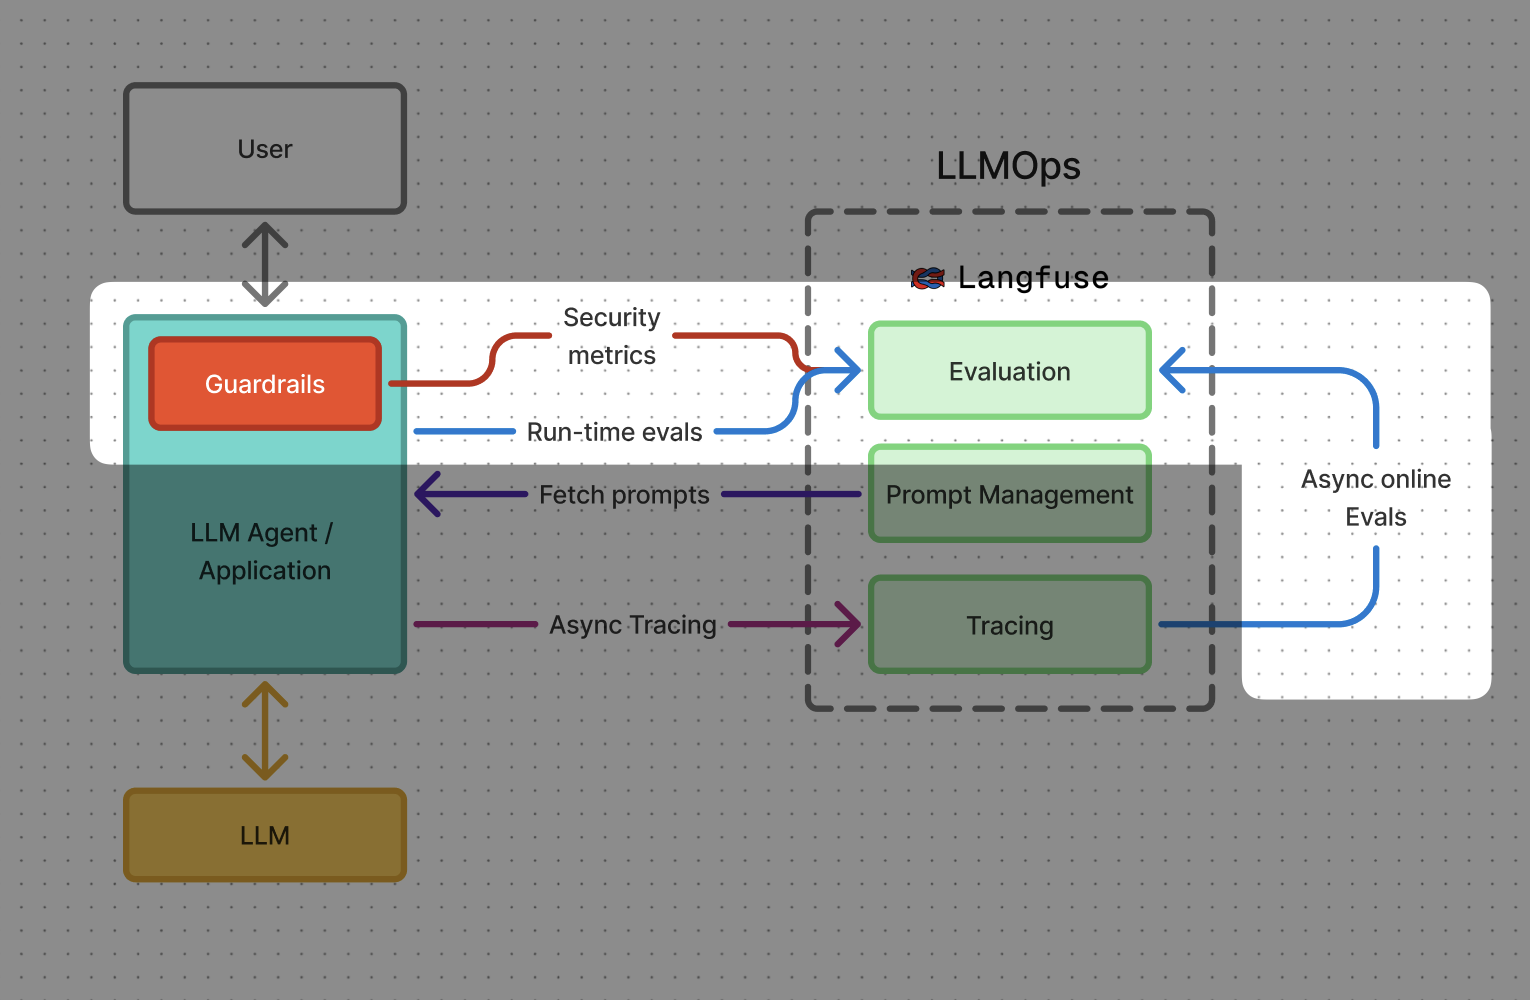 User
LLMOps
Langfuse
Security
metrics
Guardrails
Evaluation
Run-time evals
Fetch prompts
Prompt Management
Async online
Evals
LLM Agent /
Application
Async Tracing
Tracing
LLM